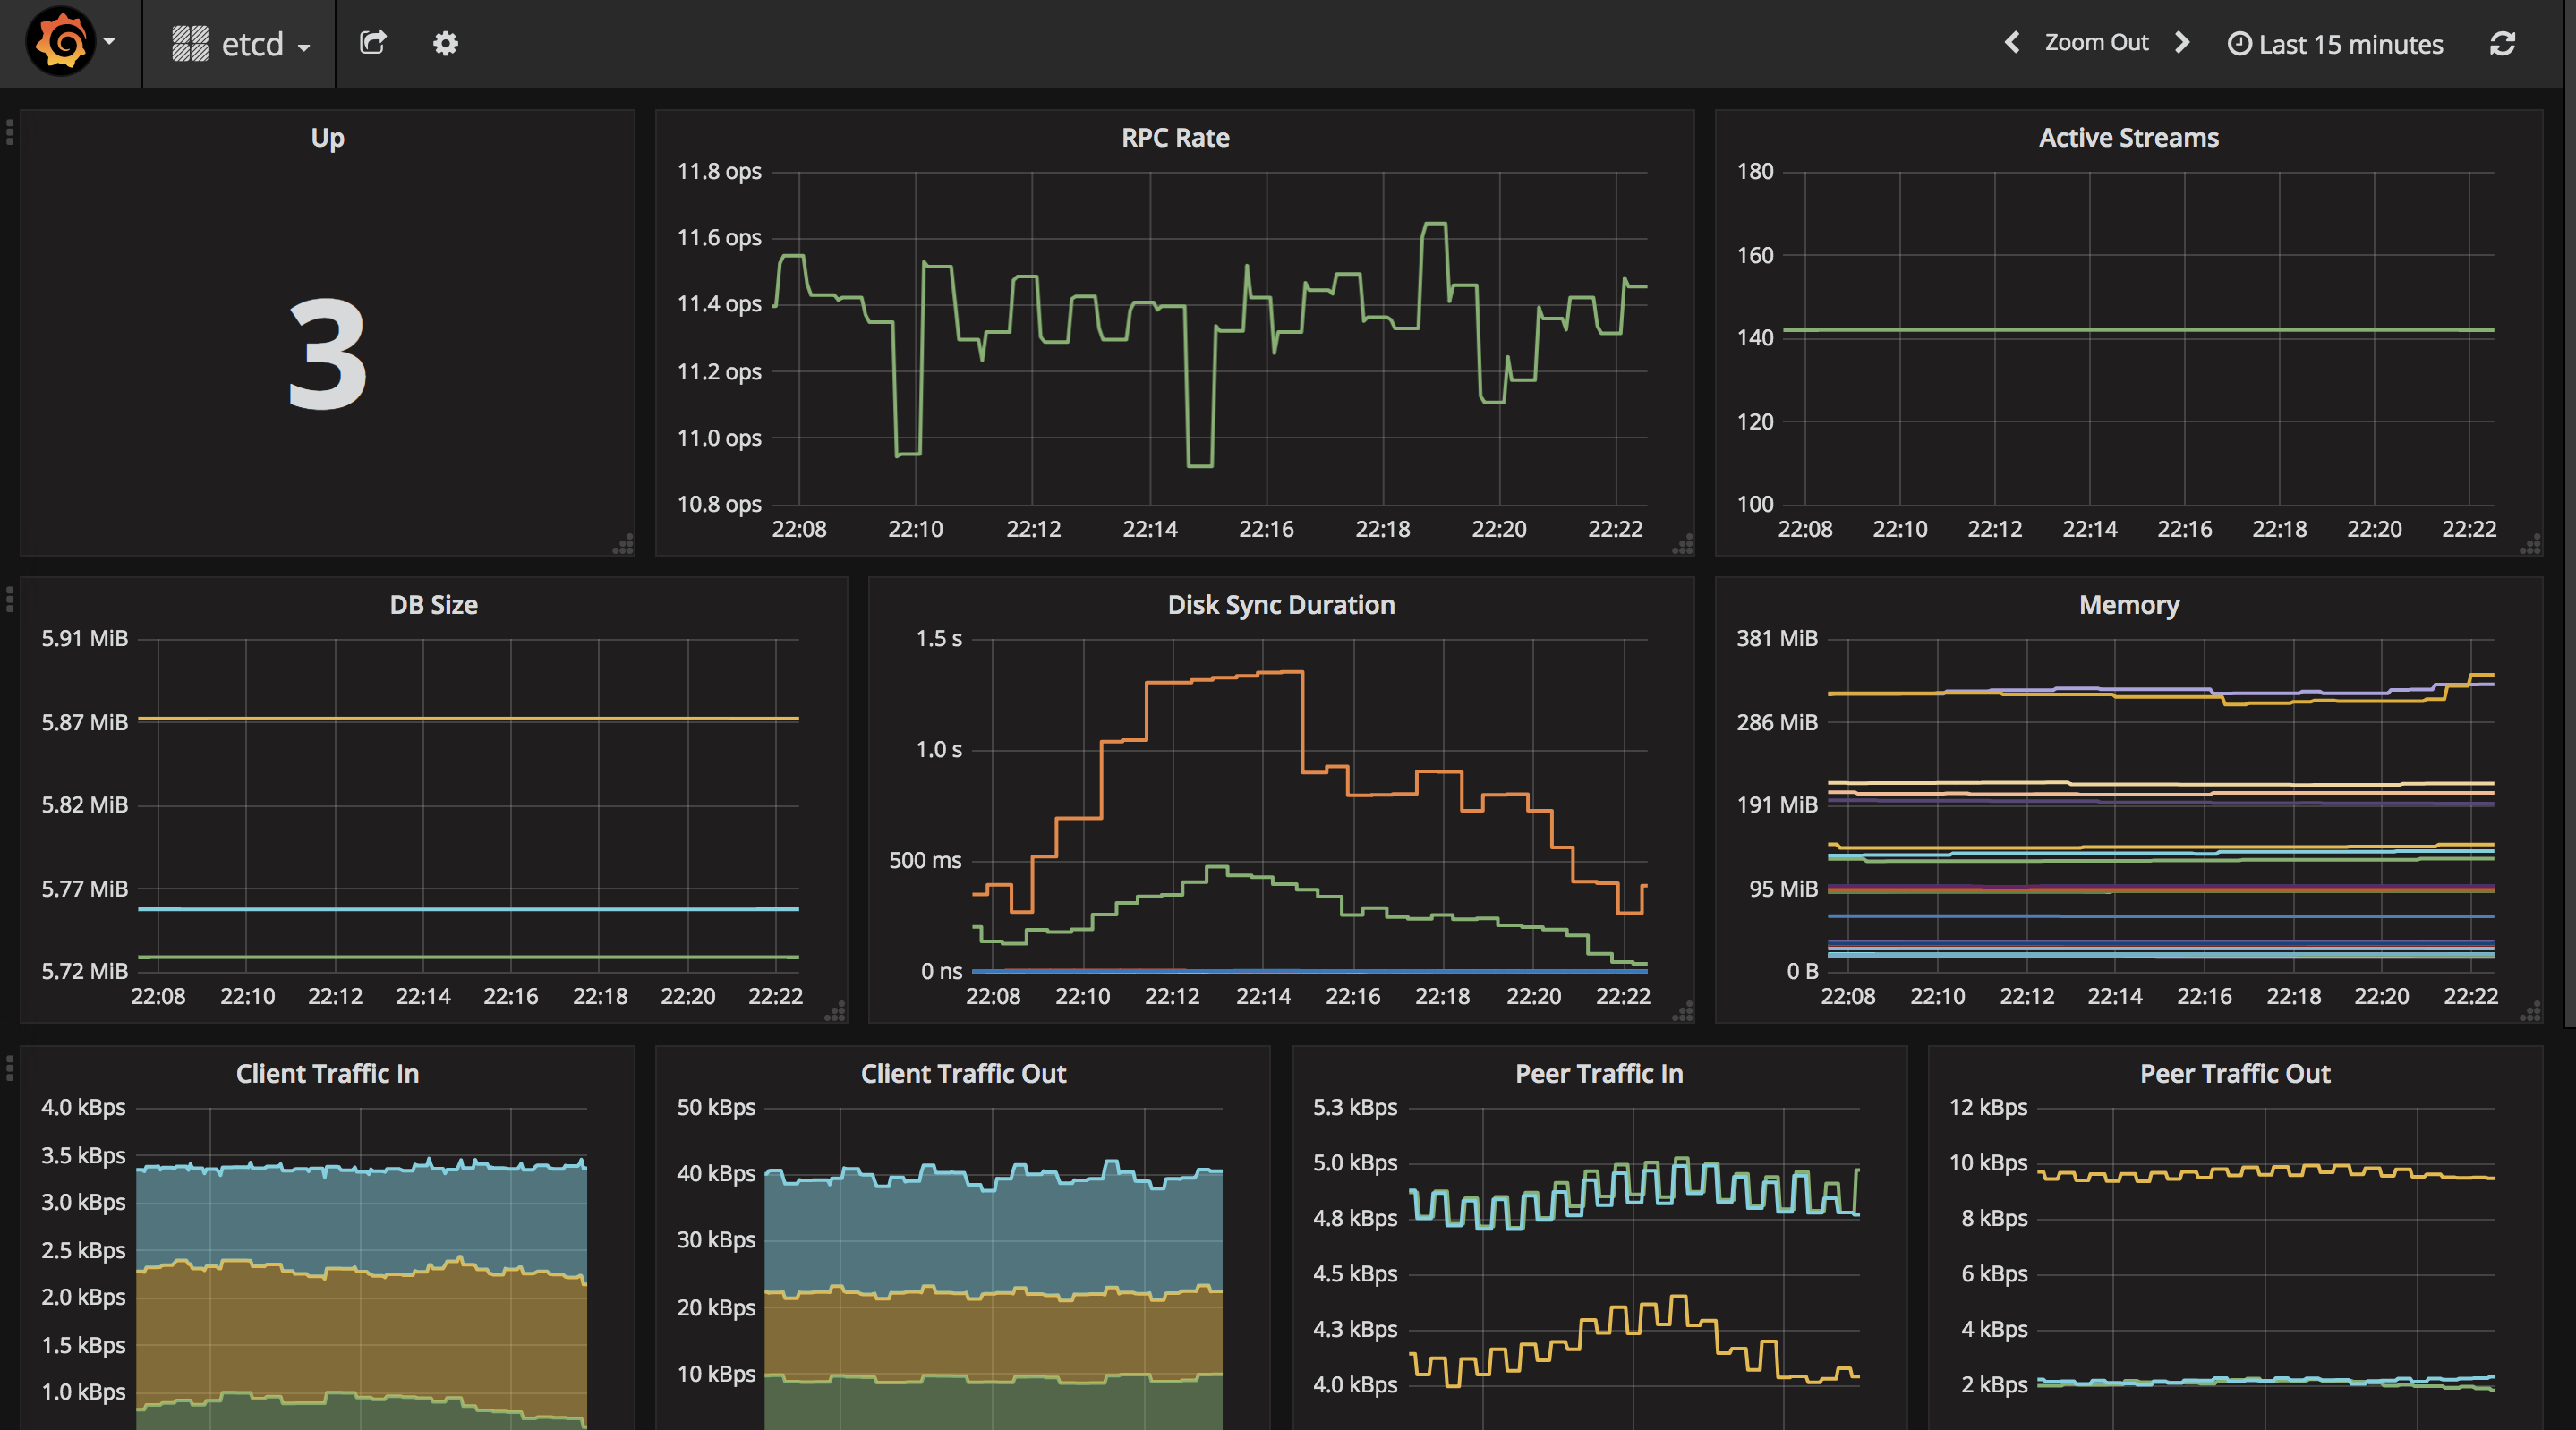 etcd
Zoom Out
Last 15 minutes
Up
3
RPC Rate
11.8 ops
11.6 ops
11.4 ops
11.2 ops
11.0 ops
10.8 ops
22:08 22:10 22:12 22:14 22:16 22:18 22:20 22:22
Active Streams
180
160
140
120
100
22:08 22:10 22:12 22:14 22:16 22:18 22:20 22:22
DB Size
5.91 MiB
5.87 MiB
5.82 MiB
5.77 MiB
5.72 MiB
22:08 22:10 22:12 22:14 22:16 22:18 22:20 22:22
Disk Sync Duration
1.5 s
1.0 s
500 ms
0 ns
22:08 22:10 22:12 22:14 22:16 22:18 22:20 22:22
Memory
381 MiB
286 MiB
191 MiB
95 MiB
0 B
22:08 22:10 22:12 22:14 22:16 22:18 22:20 22:22
Client Traffic In
4.0 kBps
3.5 kBps
3.0 kBps
2.5 kBps
2.0 kBps
1.5 kBps
1.0 kBps
Client Traffic Out
50 kBps
40 kBps
30 kBps
20 kBps
10 kBps
Peer Traffic In
5.3 kBps
5.0 kBps
4.8 kBps
4.5 kBps
4.3 kBps
4.0 kBps
Peer Traffic Out
12 kBps
10 kBps
8 kBps
6 kBps
4 kBps
2 kBps